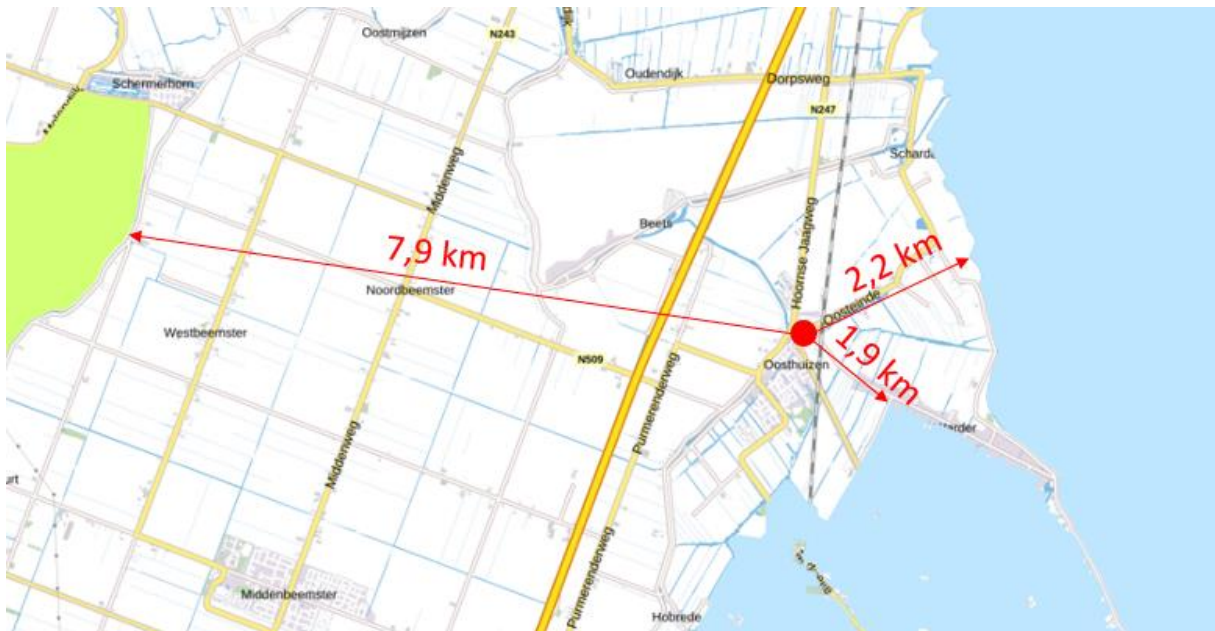 Oostmijzen
N243
Oudendijk
Dorpsweg
Schermerhorn
N247
Middenweg
Beets
Hoornse Jaagweg
7,9 km
2,2 km
Noordbeemster
Oosteinde
Westbeemster
1,9 km
N509
Oosthuizen
Purmerenderweg
Middenweg
Middenbeemster
Purmerenderweg
Hobrede